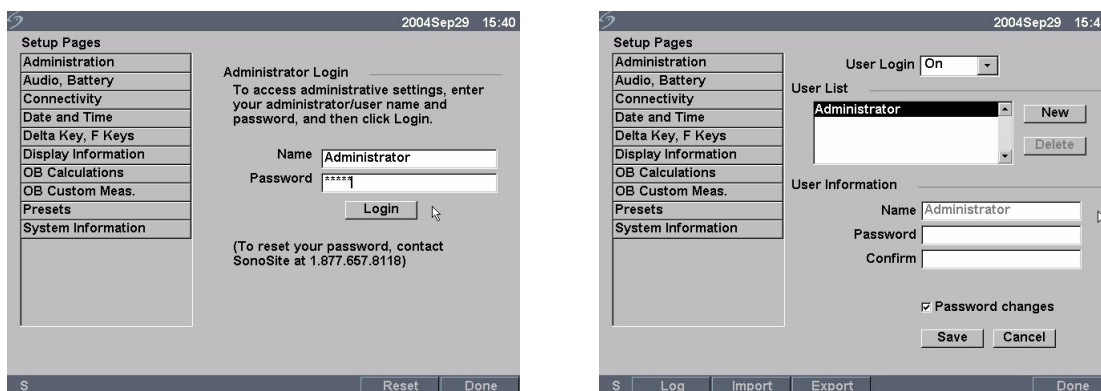 2004Sep29 15:40
Setup Pages
Administration
Audio, Battery
Connectivity
Date and Time
Delta Key, F Keys
Display Information
OB Calculations
OB Custom Meas.
Presets
System Information
Administrator Login
To access administrative settings, enter
your administrator/user name and
password, and then click Login.
Name Administrator
Password *****
Login
(To reset your password, contact
SonoSite at 1.877.657.8118)
S Reset Done
2004Sep29 15:4
Setup Pages
Administration
Audio, Battery
Connectivity
Date and Time
Delta Key, F Keys
Display Information
OB Calculations
OB Custom Meas.
Presets
System Information
User Login On
User List
Administrator
New
Delete
User Information
Name Administrator
Password
Confirm
Password changes
Save Cancel
S Log Import Export Done